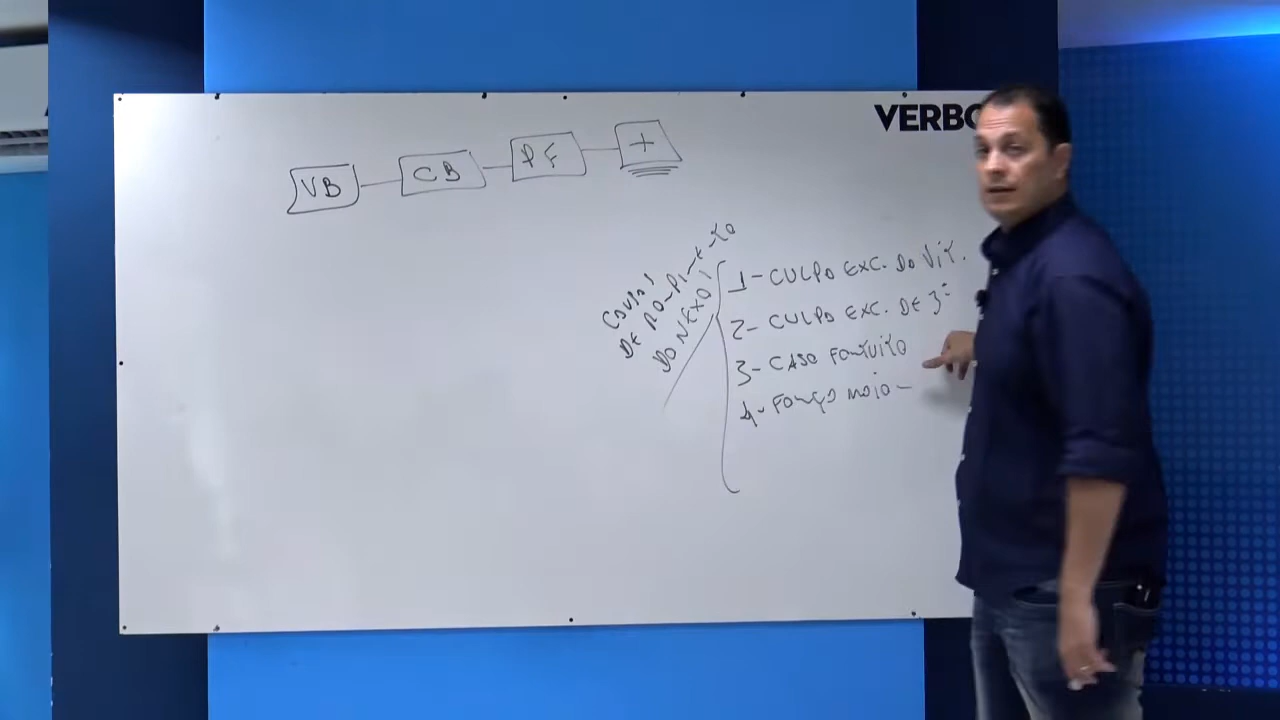 VERBO
VB
CB
PF
+
CAUSAS
DE ROMPIMENTO
DO NEXO
1- CULPA EXC. DO VIT.
2- CULPA EXC. DE 3º
3- CASO FORTUITO
4- FORÇA MAIOR